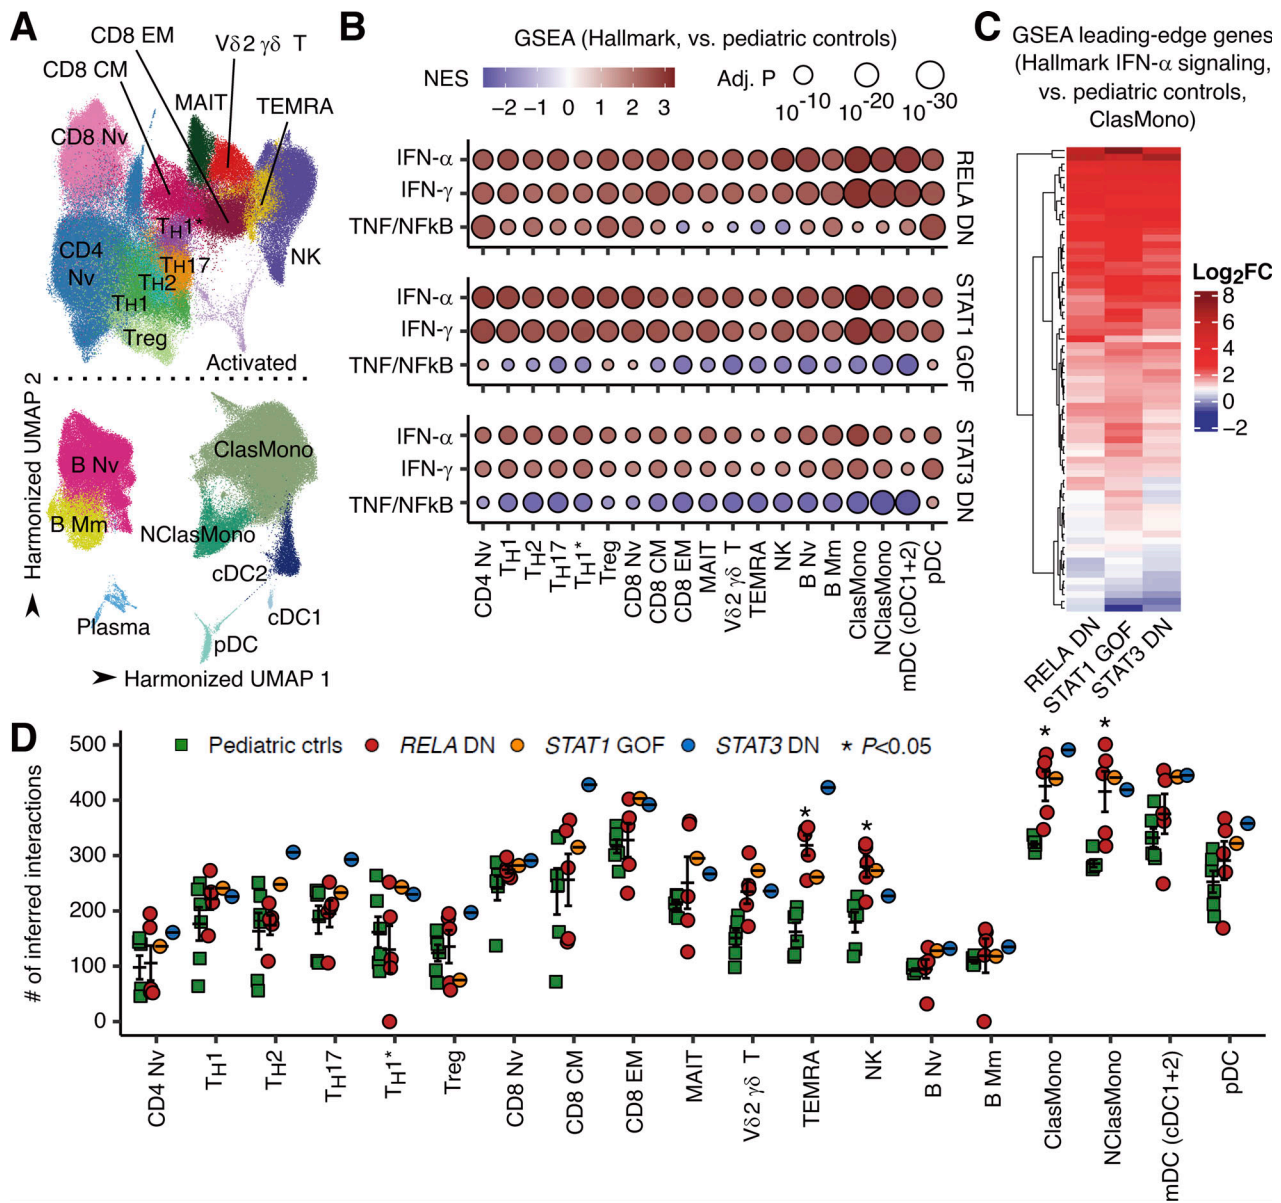 A
CD8 EM
Vδ2 γδ T
CD8 CM
MAIT
TEMRA
CD8 Nv
TH1*
CD4
Nv
TH17
TH2
NK
TH1
Treg
Activated
Harmonized UMAP 2
B Nv
ClasMono
B Mm
NClasMono
cDC2
cDC1
Plasma
pDC
Harmonized UMAP 1
B
GSEA (Hallmark, vs. pediatric controls)
NES
−2 −1 0 1 2 3
Adj. P
10-10 10-20 10-30
IFN-α
IFN-γ
TNF/NFkB
RELA DN
IFN-α
IFN-γ
TNF/NFkB
STAT1 GOF
IFN-α
IFN-γ
TNF/NFkB
STAT3 DN
CD4 Nv
TH1
TH2
TH17
TH1*
Treg
CD8 Nv
CD8 CM
CD8 EM
MAIT
Vδ2 γδ T
TEMRA
NK
B Nv
B Mm
ClasMono
NClasMono
mDC (cDC1+2)
pDC
C
GSEA leading-edge genes
(Hallmark IFN-α signaling,
vs. pediatric controls,
ClasMono)
Log2FC
8
6
4
2
0
−2
RELA DN
STAT1 GOF
STAT3 DN
D
Pediatric ctrls RELA DN STAT1 GOF STAT3 DN * P<0.05
# of inferred interactions
500
400
300
200
100
0
*
*
*
*
CD4 Nv
TH1
TH2
TH17
TH1*
Treg
CD8 Nv
CD8 CM
CD8 EM
MAIT
Vδ2 γδ T
TEMRA
NK
B Nv
B Mm
ClasMono
NClasMono
mDC (cDC1+2)
pDC